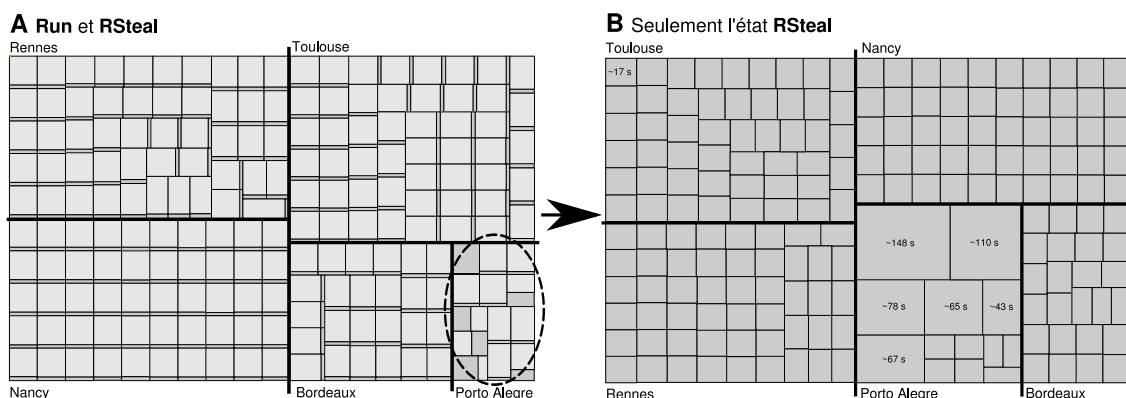 A Run et RSteal
Rennes
Toulouse
Nancy
Bordeaux
Porto Alegre
B Seulement l'état RSteal
Toulouse
Nancy
~17 s
~148 s
~110 s
~78 s
~65 s
~43 s
~67 s
Rennes
Porto Alegre
Bordeaux